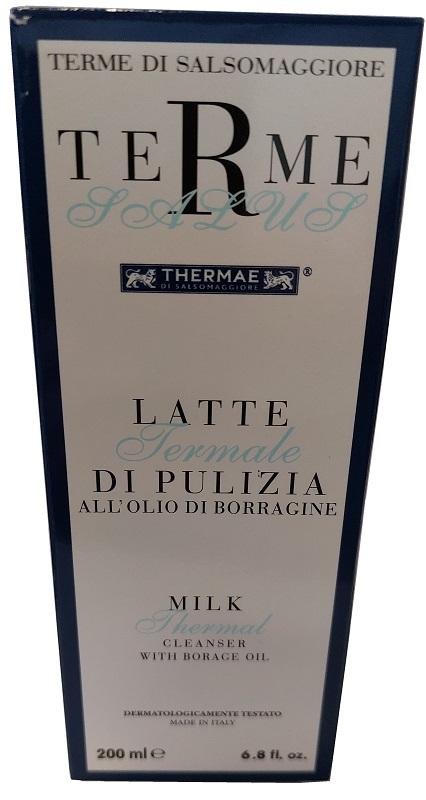 TERME DI SALSOMAGGIORE
TERME
SALUS
THERMAE ®
DI SALSOMAGGIORE
LATTE
Termale
DI PULIZIA
ALL'OLIO DI BORRAGINE
MILK
Thermal
CLEANSER
WITH BORAGE OIL
DERMATOLOGICAMENTE TESTATO
MADE IN ITALY
200 ml ℮ 6.8 fl. oz.